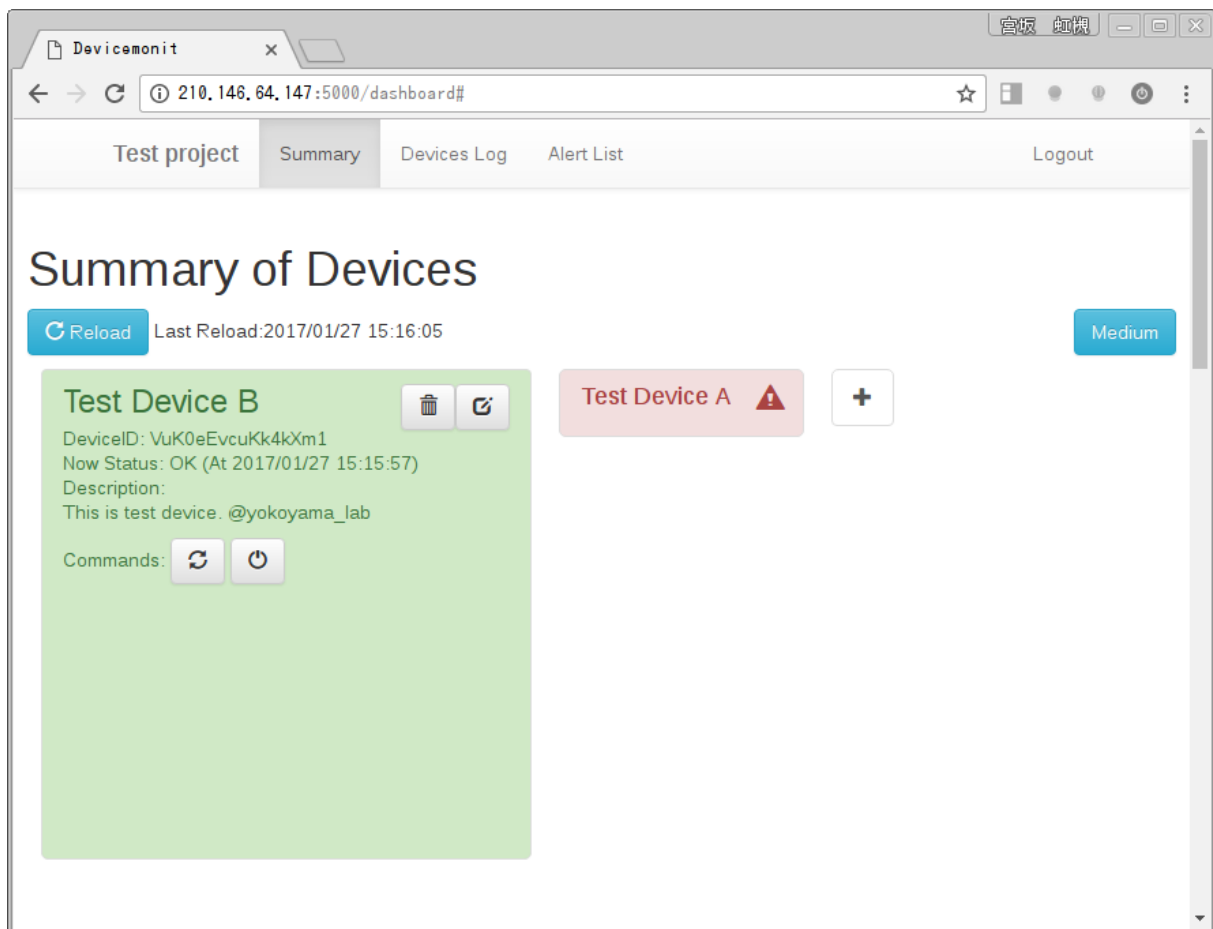 宮坂 虹槻
Devicemonit
210.146.64.147:5000/dashboard#
Test project Summary Devices Log Alert List Logout
Summary of Devices
Reload Last Reload:2017/01/27 15:16:05 Medium
Test Device B
DeviceID: VuK0eEvcuKk4kXm1
Now Status: OK (At 2017/01/27 15:15:57)
Description:
This is test device. @yokoyama_lab
Commands:
Test Device A